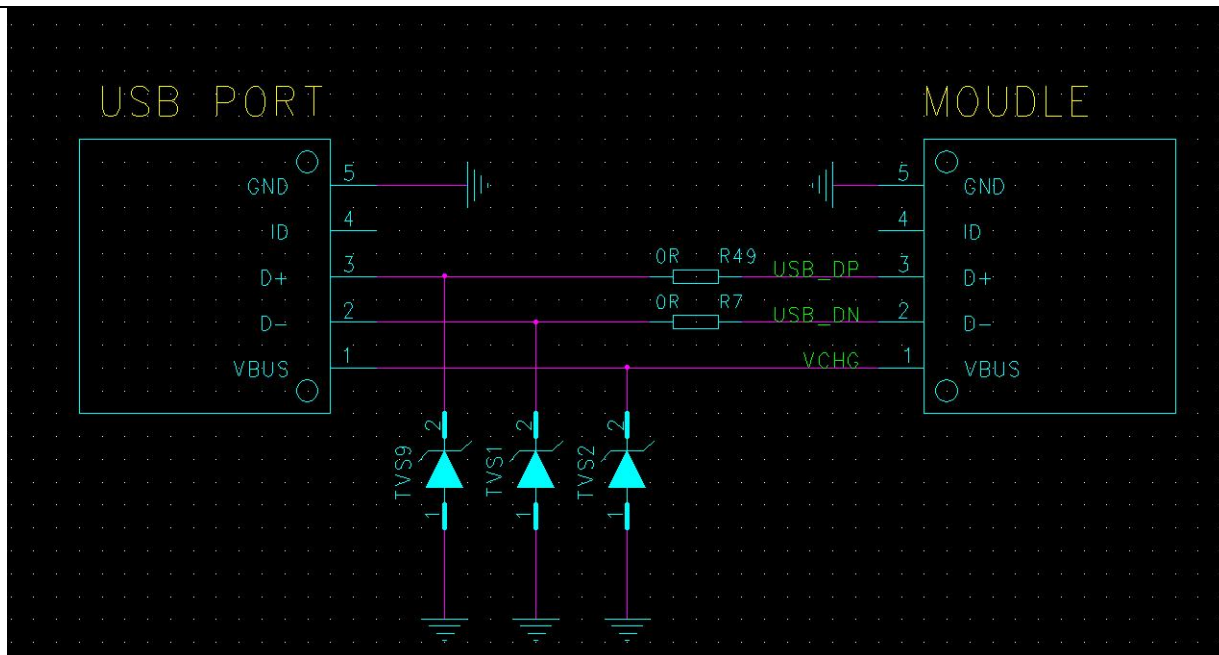 USB PORT
MOUDLE
GND 5
5 GND
ID 4
4 ID
D+ 3
0R R49
USB_DP
3 D+
D- 2
0R R7
USB_DN
2 D-
VBUS 1
VCHG
1 VBUS
2 2 2
TVS9 TVS1 TVS2
1 1 1